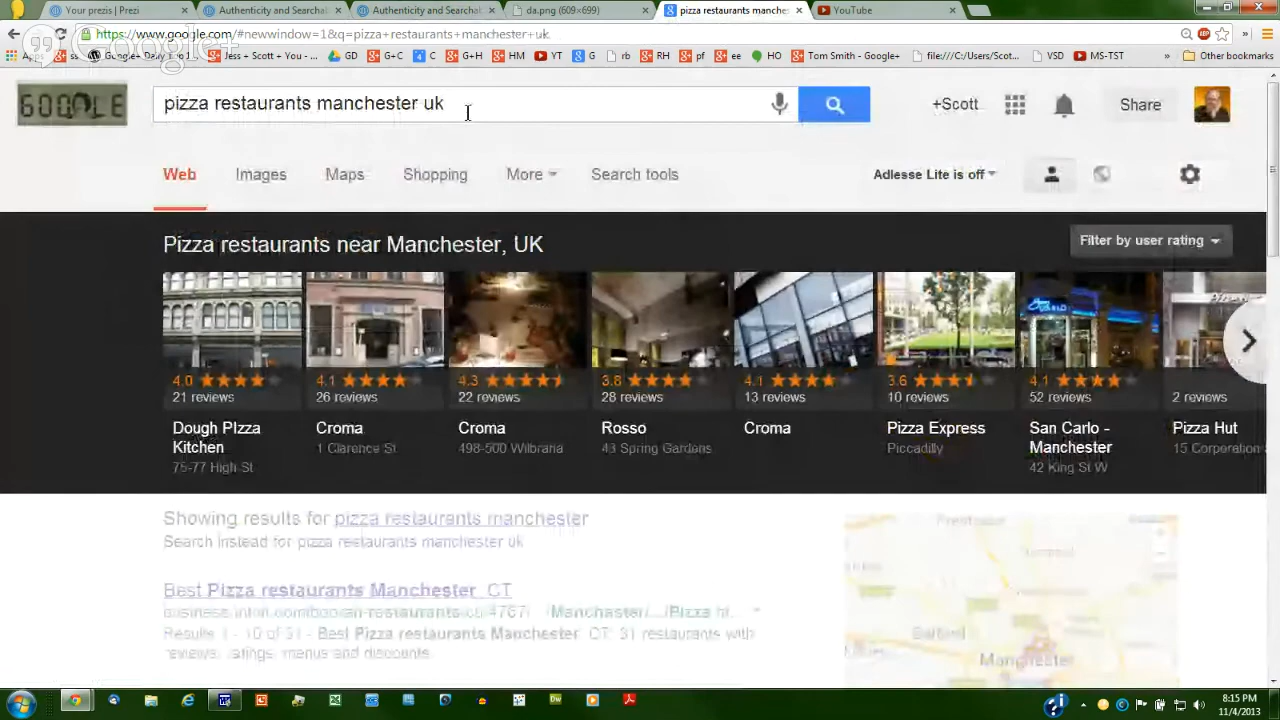 Your prezis | Prezi
Authenticity and Searchab
Authenticity and Searchab
da.png (609×699)
pizza restaurants manches
YouTube
https://www.google.com/#newwindow=1&q=pizza+restaurants+manchester+uk
Google+
Apps ss Google+ Daily Jess + Scott + You - ... GD G+C C G+H HM YT G rb RH pf ee HO Tom Smith - Google+ file:///C:/Users/Scot... VSD MS-TST Other bookmarks
GOOGLE
pizza restaurants manchester uk
+Scott
Share
Web Images Maps Shopping More Search tools
Adlesse Lite is off
Pizza restaurants near Manchester, UK
Filter by user rating
4.0 4.1 4.3 3.8 4.1 3.6 4.1
21 reviews 26 reviews 22 reviews 28 reviews 13 reviews 10 reviews 52 reviews 2 reviews
Dough PIzza Kitchen
75-77 High St
Croma
1 Clarence St
Croma
498-500 Wilbraha
Rosso
43 Spring Gardens
Croma
Pizza Express
Piccadilly
San Carlo - Manchester
42 King St W
Pizza Hut
15 Corporation
Showing results for pizza restaurants manchester
Search instead for pizza restaurants manchester uk
Best Pizza restaurants Manchester, CT
Results 1 - 10 of 31 - Best Pizza restaurants Manchester, CT: 31 restaurants with
reviews, ratings, menus and discounts.
Salford
Manchester
8:15 PM
11/4/2013